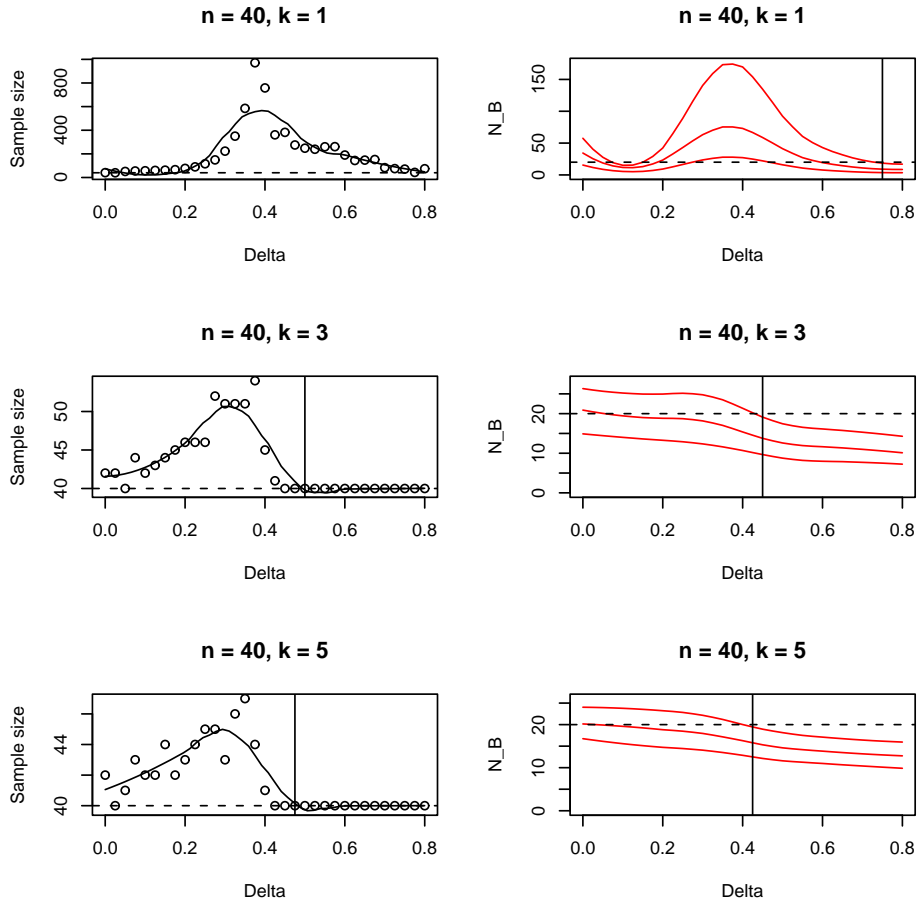 n = 40, k = 1
Sample size
0 400 800
0.0 0.2 0.4 0.6 0.8
Delta
n = 40, k = 1
N_B
0 50 150
0.0 0.2 0.4 0.6 0.8
Delta
n = 40, k = 3
Sample size
40 45 50
0.0 0.2 0.4 0.6 0.8
Delta
n = 40, k = 3
N_B
0 10 20
0.0 0.2 0.4 0.6 0.8
Delta
n = 40, k = 5
Sample size
40 44
0.0 0.2 0.4 0.6 0.8
Delta
n = 40, k = 5
N_B
0 10 20
0.0 0.2 0.4 0.6 0.8
Delta